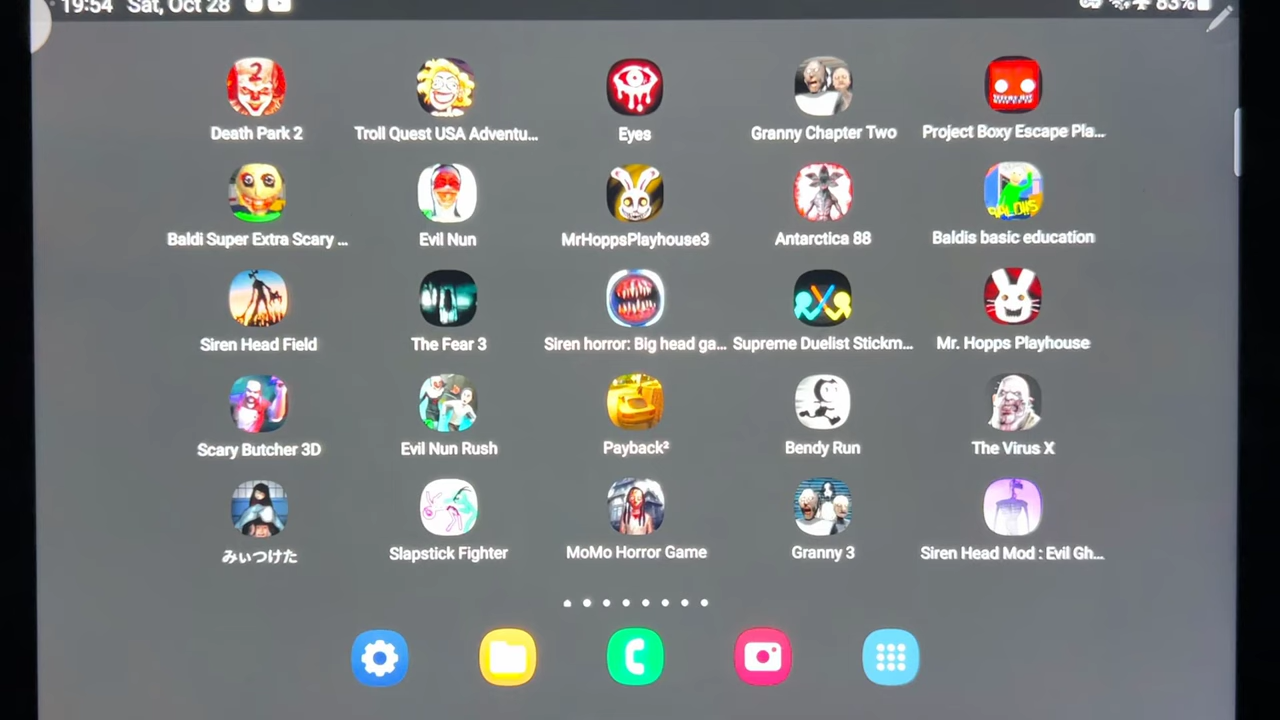 19:54 Sat, Oct 28 83%
Death Park 2
Troll Quest USA Adventu...
Eyes
Granny Chapter Two
Project Boxy Escape Pla...
Baldi Super Extra Scary ...
Evil Nun
MrHoppsPlayhouse3
Antarctica 88
BALDIS
Baldis basic education
Siren Head Field
The Fear 3
Siren horror: Big head ga...
Supreme Duelist Stickm...
Mr. Hopps Playhouse
Scary Butcher 3D
Evil Nun Rush
Payback²
Bendy Run
The Virus X
みぃつけた
Slapstick Fighter
MoMo Horror Game
Granny 3
Siren Head Mod : Evil Gh...